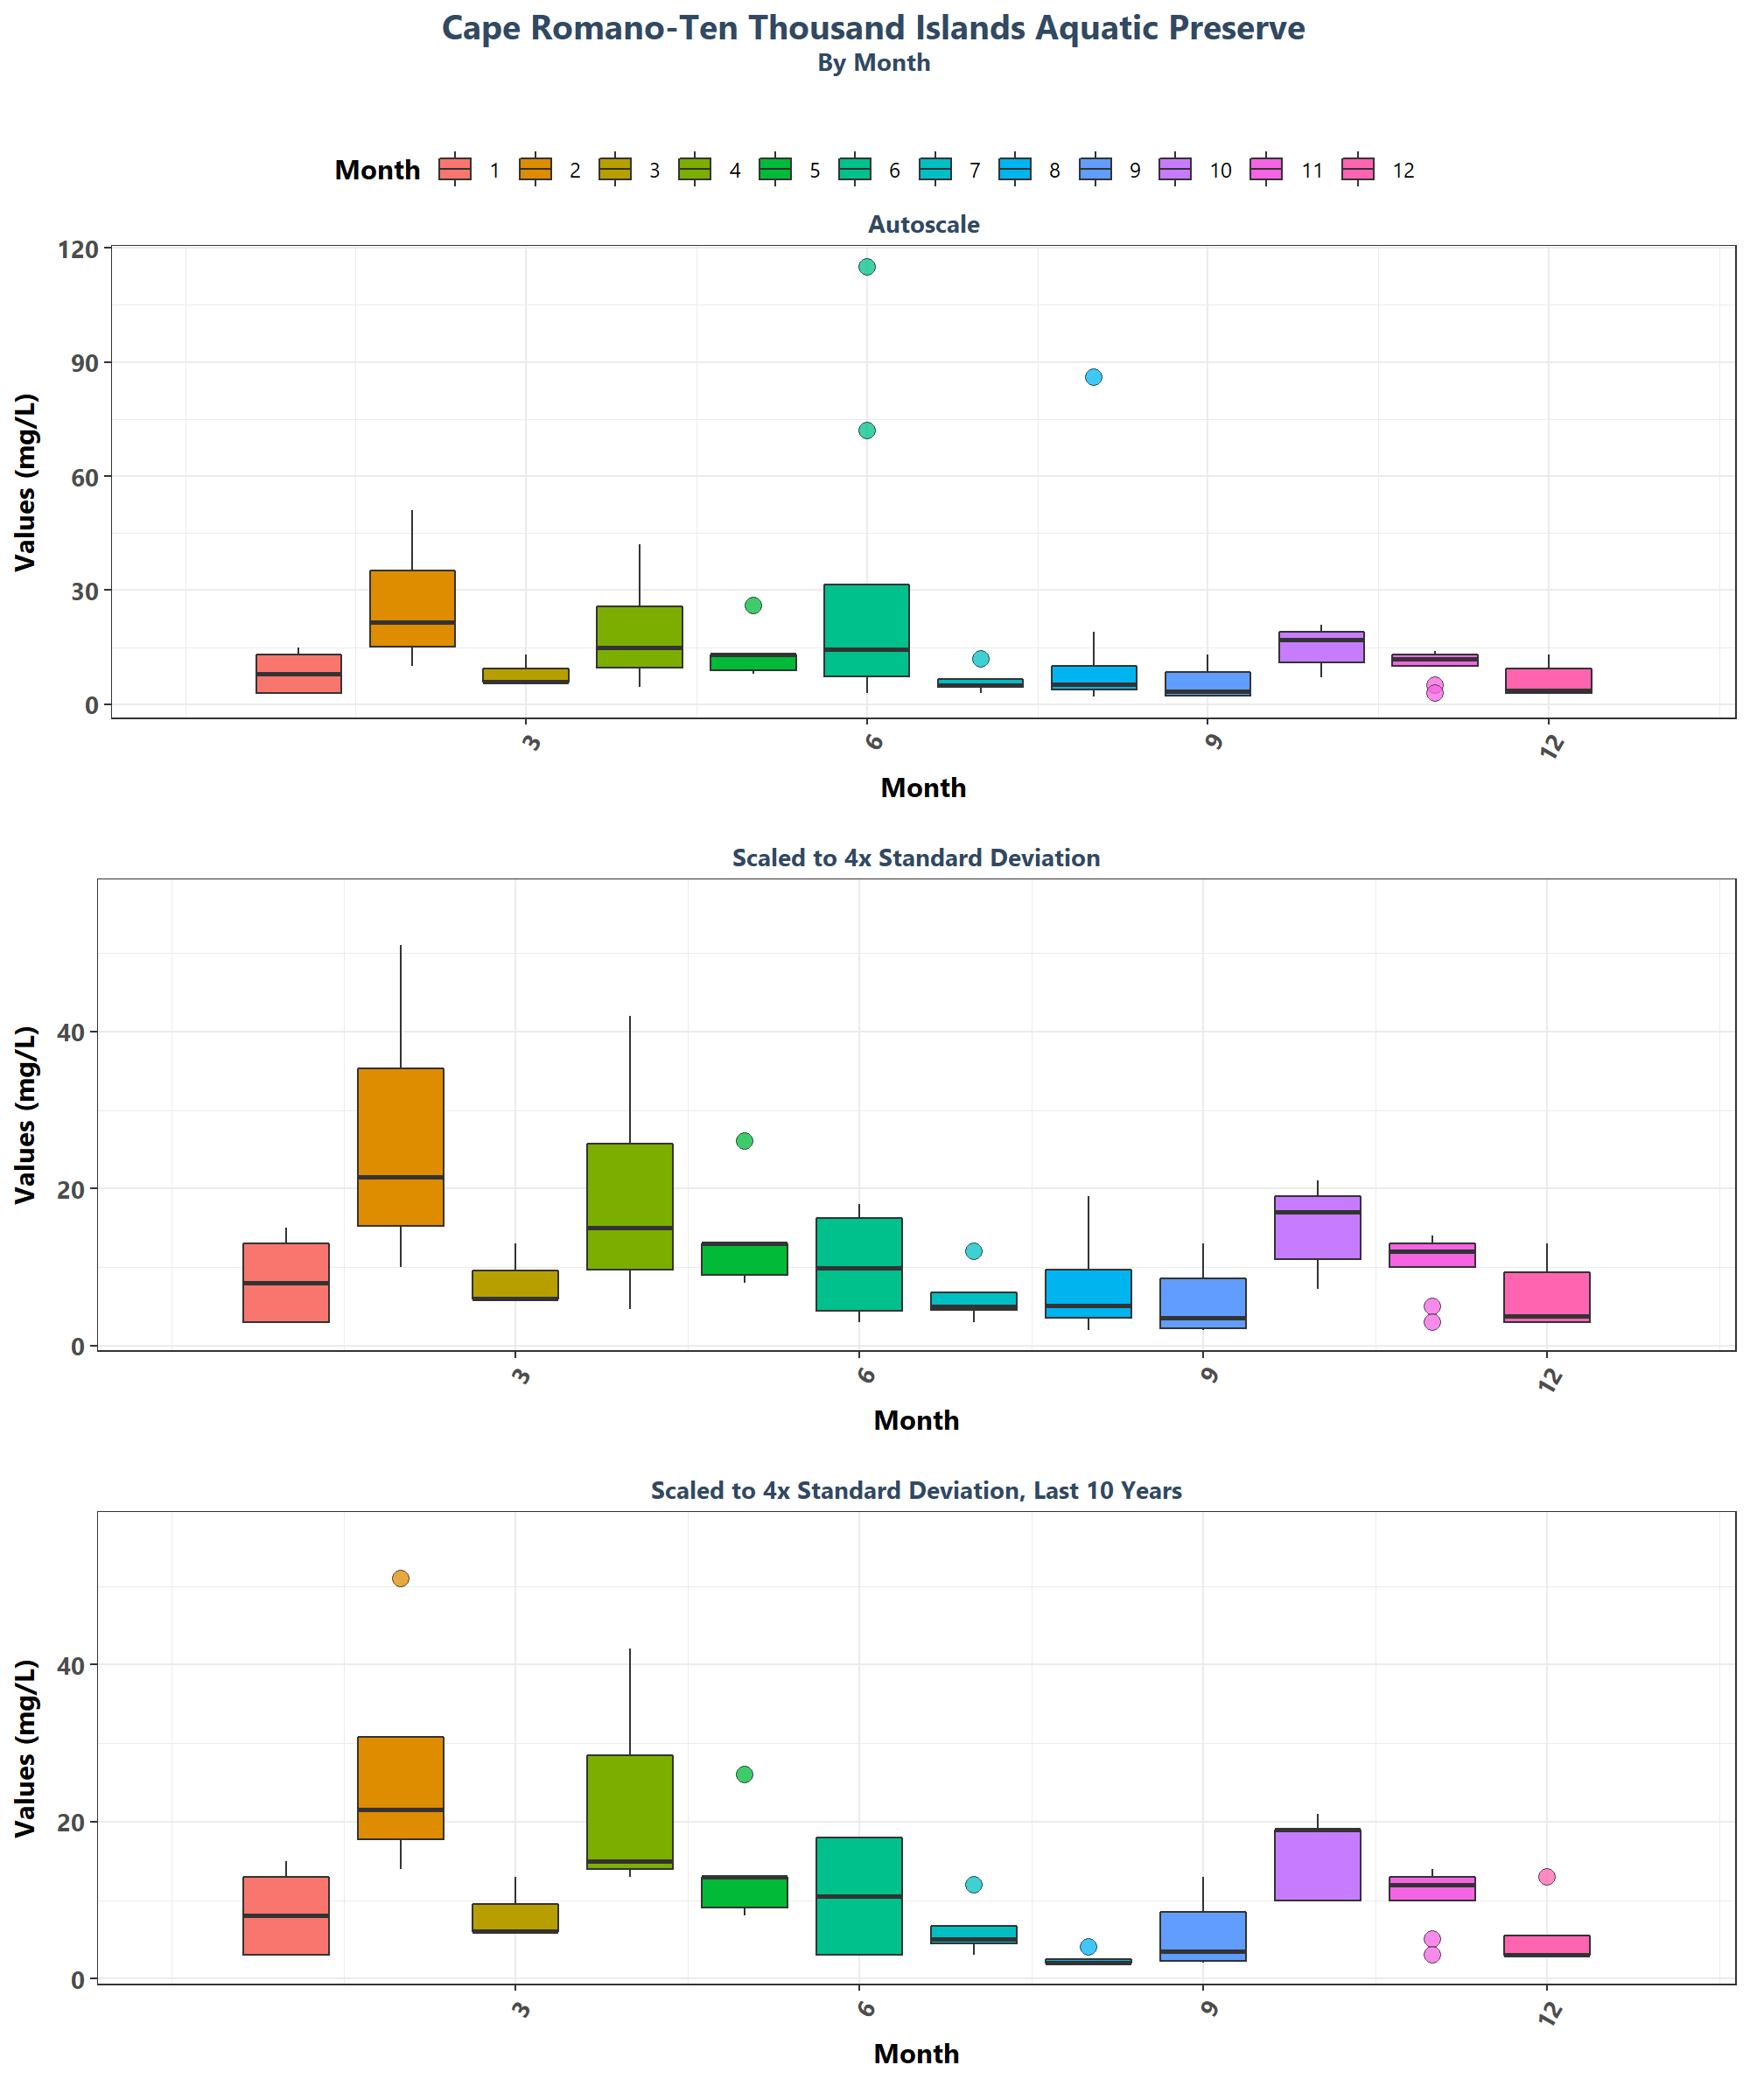 Cape Romano-Ten Thousand Islands Aquatic Preserve
By Month
Month 1 2 3 4 5 6 7 8 9 10 11 12
Autoscale
Values (mg/L)
120
90
60
30
0
3 6 9 12
Month
Scaled to 4x Standard Deviation
Values (mg/L)
40
20
0
3 6 9 12
Month
Scaled to 4x Standard Deviation, Last 10 Years
Values (mg/L)
40
20
0
3 6 9 12
Month